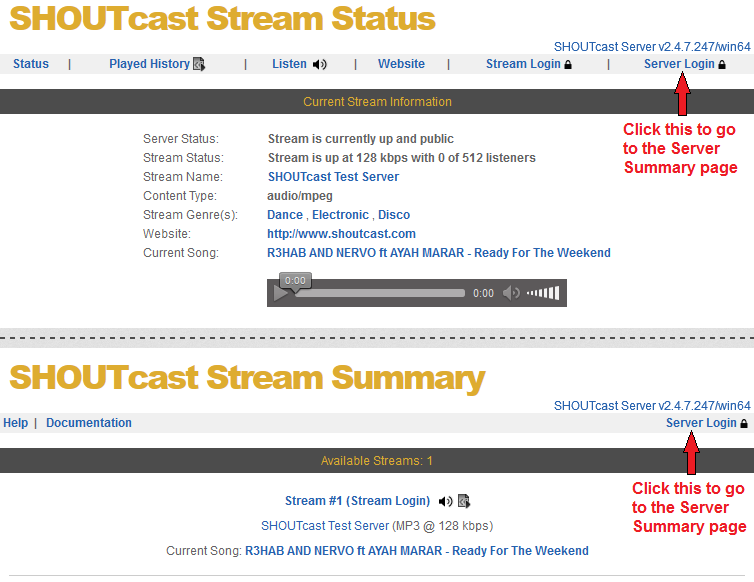 SHOUTcast Stream Status
SHOUTcast Server v2.4.7.247/win64
Status | Played History | Listen | Website | Stream Login | Server Login
Click this to go
to the Server
Summary page
Current Stream Information
Server Status: Stream is currently up and public
Stream Status: Stream is up at 128 kbps with 0 of 512 listeners
Stream Name: SHOUTcast Test Server
Content Type: audio/mpeg
Stream Genre(s): Dance , Electronic , Disco
Website: http://www.shoutcast.com
Current Song: R3HAB AND NERVO ft AYAH MARAR - Ready For The Weekend
0:00
0:00
SHOUTcast Stream Summary
SHOUTcast Server v2.4.7.247/win64
Help | Documentation Server Login
Available Streams: 1
Click this to go
to the Server
Summary page
Stream #1 (Stream Login)
SHOUTcast Test Server (MP3 @ 128 kbps)
Current Song: R3HAB AND NERVO ft AYAH MARAR - Ready For The Weekend